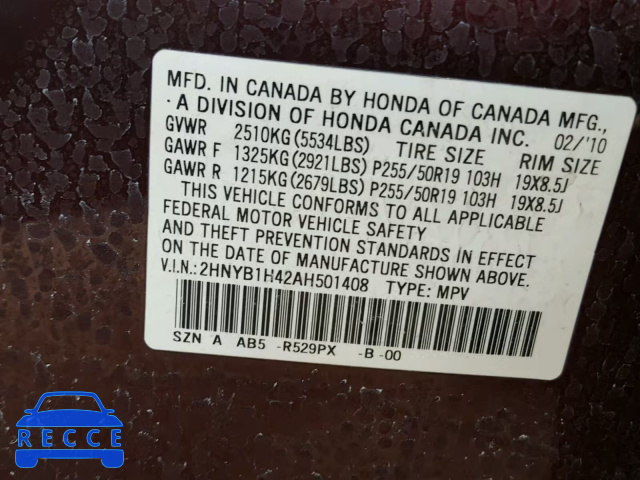 MFD. IN CANADA BY HONDA OF CANADA MFG.,
A DIVISION OF HONDA CANADA INC. 02/'10
GVWR 2510KG(5534LBS) TIRE SIZE RIM SIZE
GAWR F 1325KG(2921LBS) P255/50R19 103H 19X8.5J
GAWR R 1215KG(2679LBS) P255/50R19 103H 19X8.5J
THIS VEHICLE CONFORMS TO ALL APPLICABLE
FEDERAL MOTOR VEHICLE SAFETY
AND THEFT PREVENTION STANDARDS IN EFFECT
ON THE DATE OF MANUFACTURE SHOWN ABOVE.
V.I.N.: 2HNYB1H42AH501408 TYPE: MPV
SZN A AB5 -R529PX -B -00
RECCE